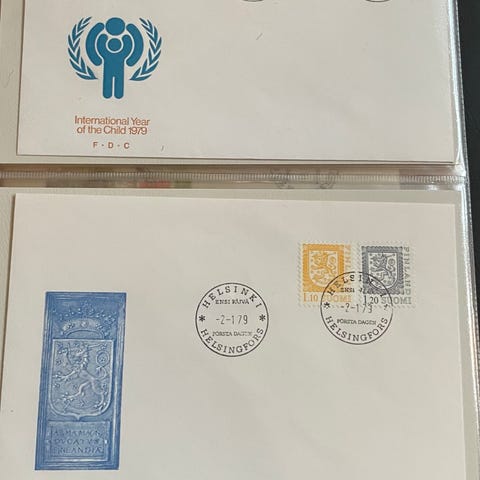 International Year
of the Child 1979
F·D·C
FINLAND
1.10 SUOMI
FINLAND
1.20 SUOMI
HELSINKI
ENSI PÄIVÄ
-2-1 79
FÖRSTA DAGEN
HELSINGFORS
HELSINKI
ENSI
-2-1 79
FÖRSTA DAGEN
HELSINGFORS